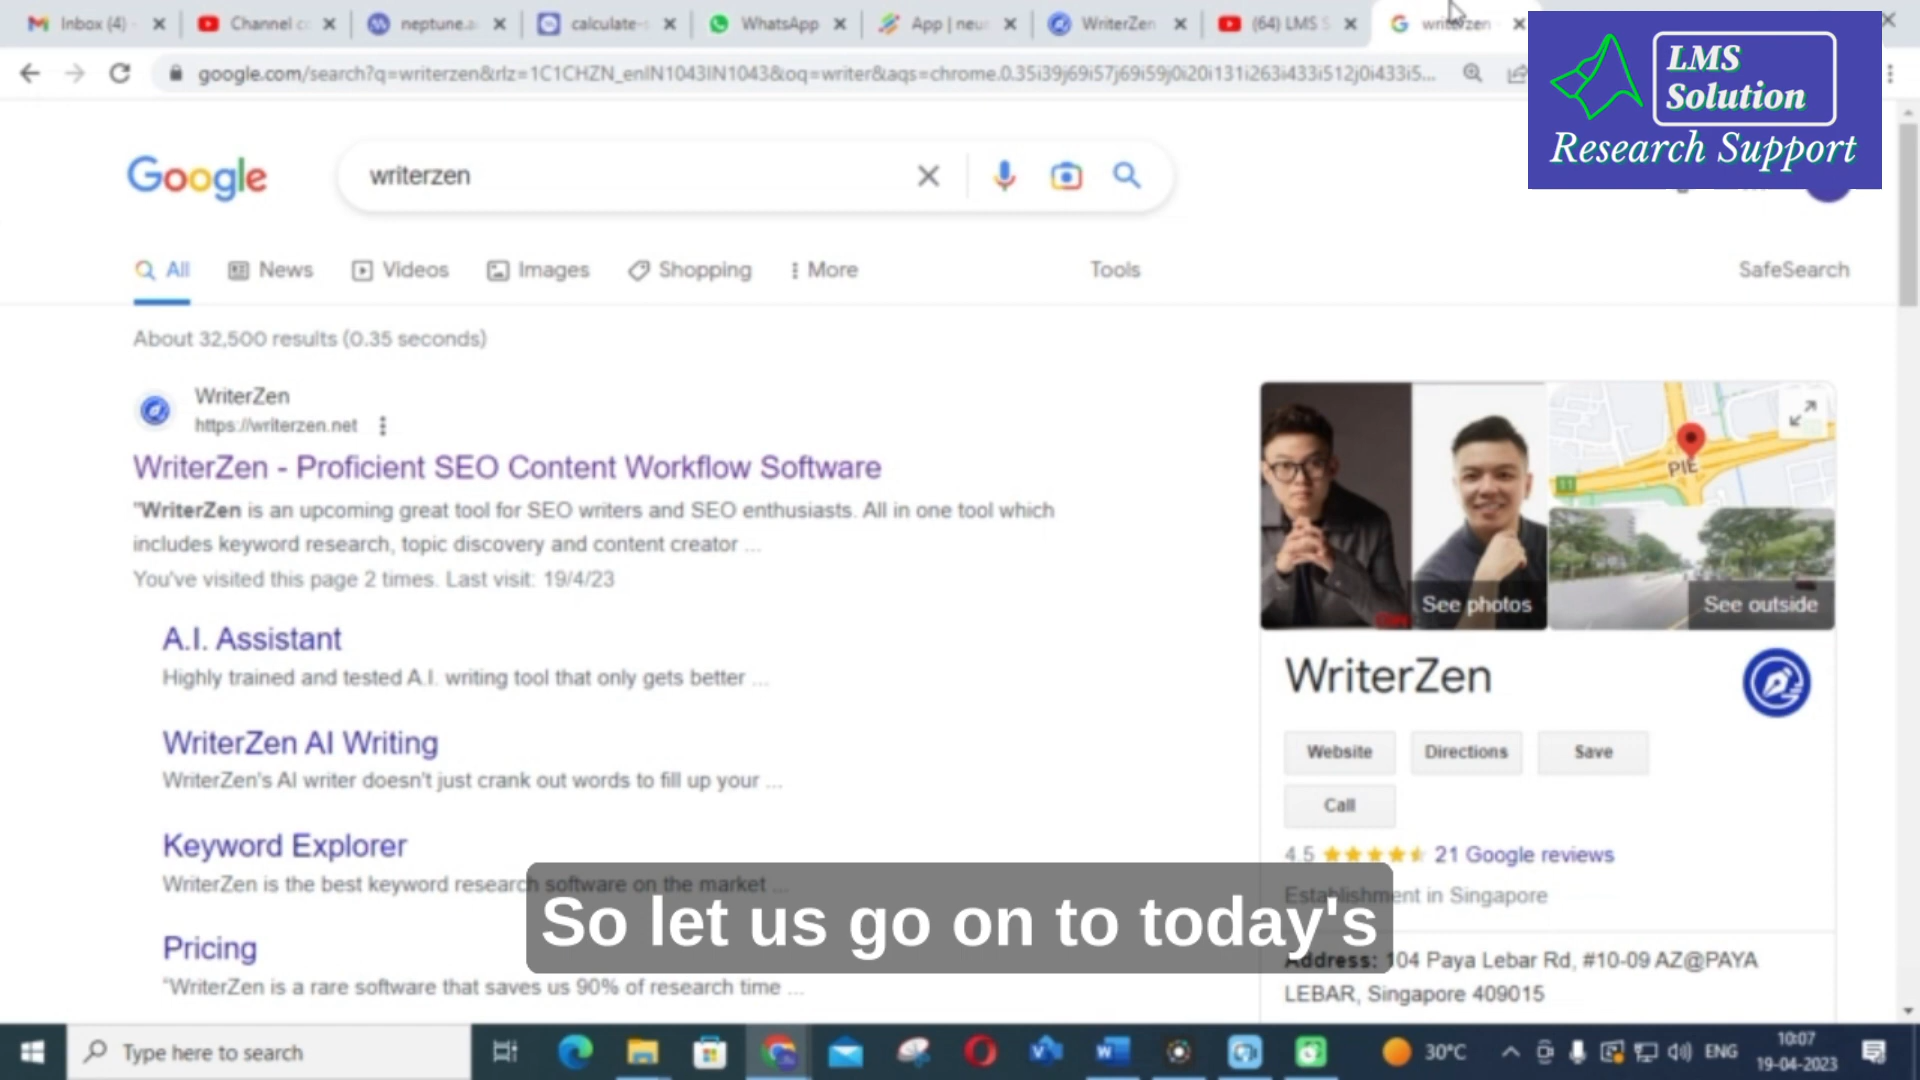 Inbox (4)
Channel c
neptune.a
calculate-
WhatsApp
App | neu
WriterZen
(64) LMS S
writerzen
google.com/search?q=writerzen&rlz=1C1CHZN_enIN1043IN1043&oq=writer&aqs=chrome.0.35i39j69i57j69i59j0i20i131i263i433i512j0i433i5...
LMS
Solution
Research Support
Google
writerzen
All
News
Videos
Images
Shopping
More
Tools
SafeSearch
About 32,500 results (0.35 seconds)
WriterZen
https://writerzen.net
WriterZen - Proficient SEO Content Workflow Software
"WriterZen is an upcoming great tool for SEO writers and SEO enthusiasts. All in one tool which
includes keyword research, topic discovery and content creator ...
You've visited this page 2 times. Last visit: 19/4/23
A.I. Assistant
Highly trained and tested A.I. writing tool that only gets better ...
WriterZen AI Writing
WriterZen's AI writer doesn't just crank out words to fill up your ...
Keyword Explorer
WriterZen is the best keyword research software on the market ...
Pricing
"WriterZen is a rare software that saves us 90% of research time ...
PIE
11
See photos
See outside
WriterZen
Website
Directions
Save
Call
4.5
21 Google reviews
Establishment in Singapore
Address: 104 Paya Lebar Rd, #10-09 AZ@PAYA
LEBAR, Singapore 409015
So let us go on to today's
Type here to search
30°C
ENG
10:07
19-04-2023